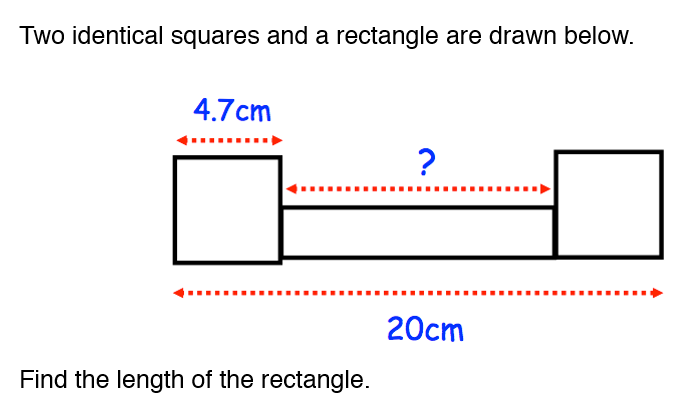 Two identical squares and a rectangle are drawn below.
4.7cm
?
20cm
Find the length of the rectangle.